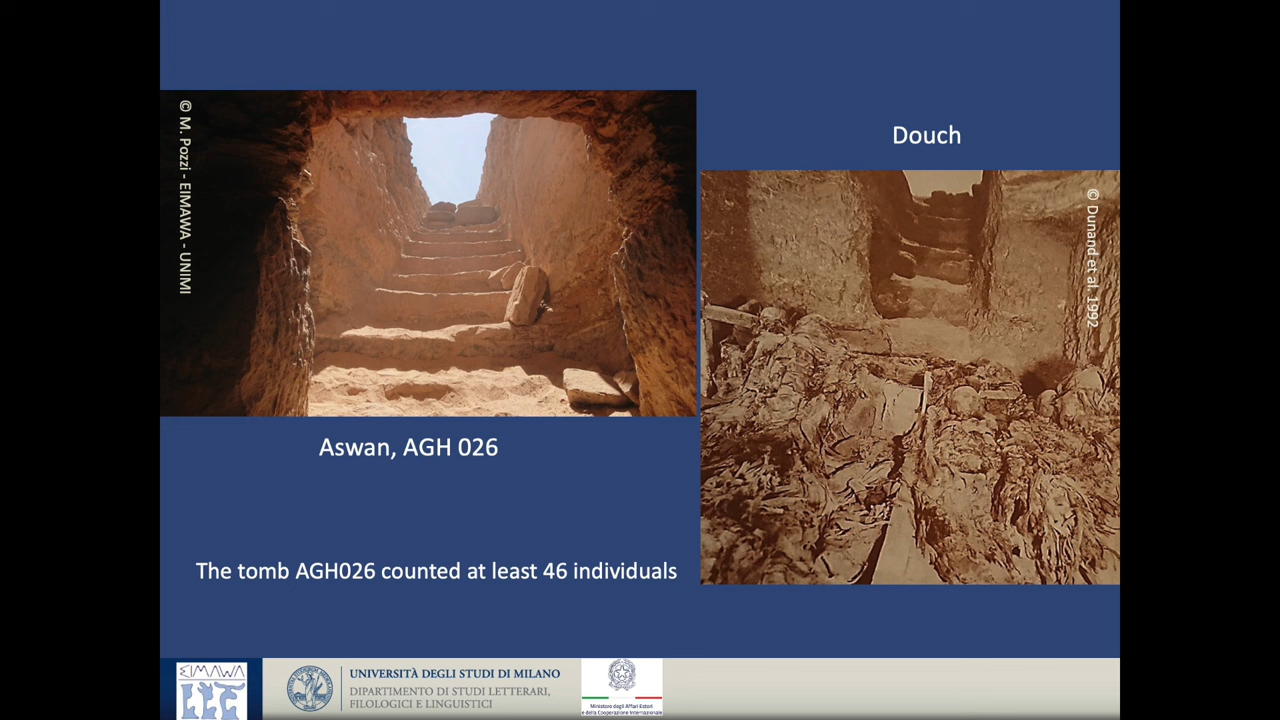 © M. Pozzi - EIMAWA - UNIMI
Douch
© Dunand et al. 1992
Aswan, AGH 026
The tomb AGH026 counted at least 46 individuals
EIMAWA
UNIVERSITÀ DEGLI STUDI DI MILANO
DIPARTIMENTO DI STUDI LETTERARI,
FILOLOGICI E LINGUISTICI
Ministero degli Affari Esteri
e della Cooperazione Internazionale